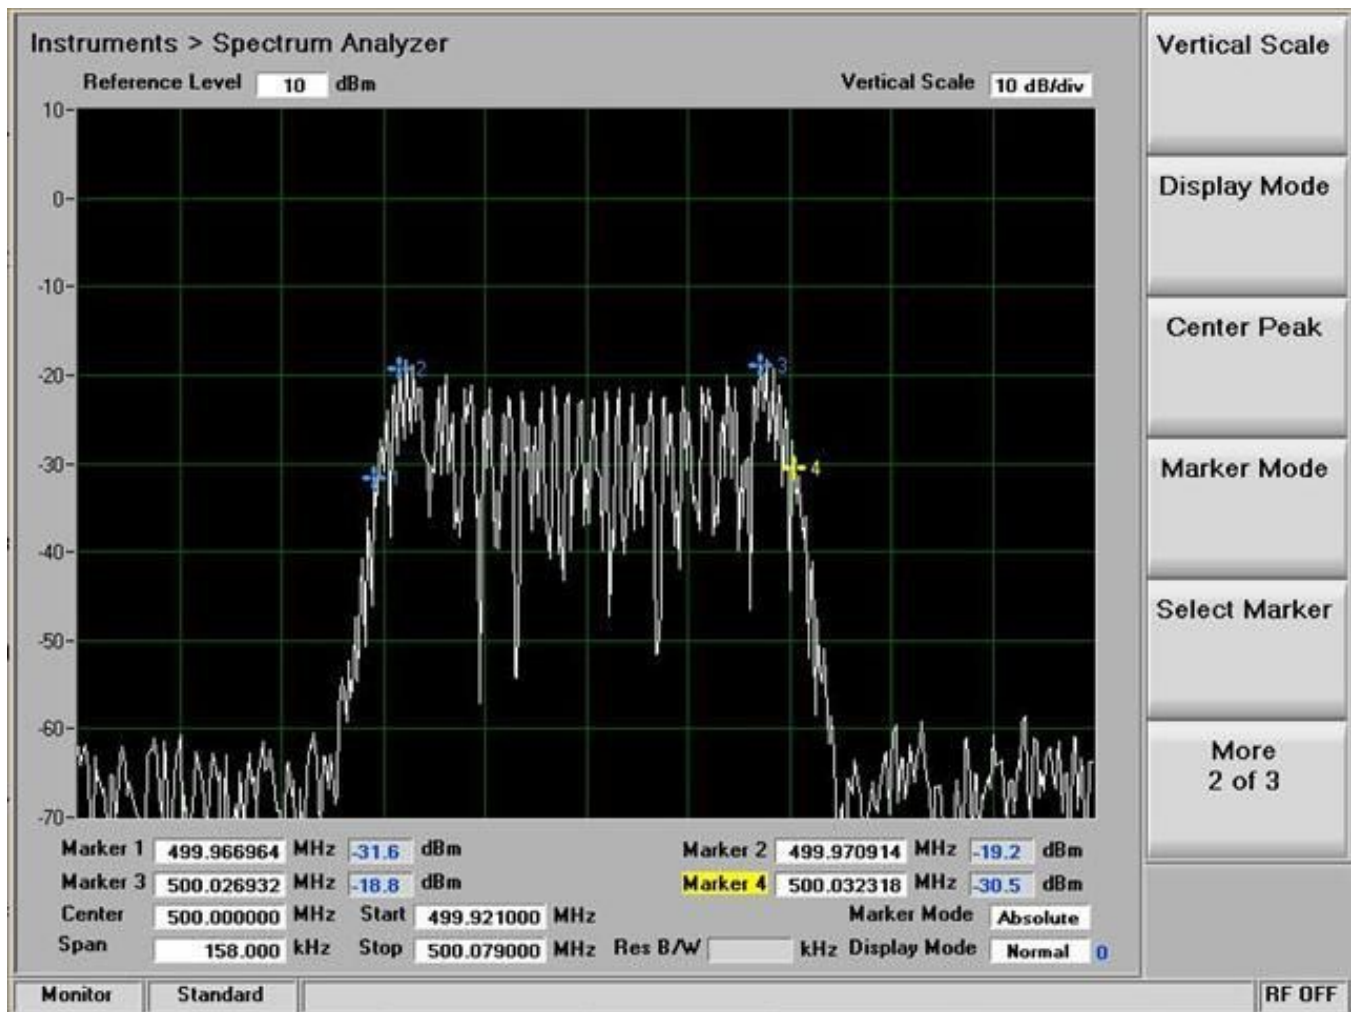 Instruments > Spectrum Analyzer
Reference Level 10 dBm Vertical Scale 10 dB/div
10
0
-10
-20
-30
-40
-50
-60
-70
2
3
1
4
Marker 1 499.966964 MHz -31.6 dBm Marker 2 499.970914 MHz -19.2 dBm
Marker 3 500.026932 MHz -18.8 dBm Marker 4 500.032318 MHz -30.5 dBm
Center 500.000000 MHz Start 499.921000 MHz Marker Mode Absolute
Span 158.000 kHz Stop 500.079000 MHz Res B/W kHz Display Mode Normal 0
Monitor Standard RF OFF
Vertical Scale
Display Mode
Center Peak
Marker Mode
Select Marker
More
2 of 3